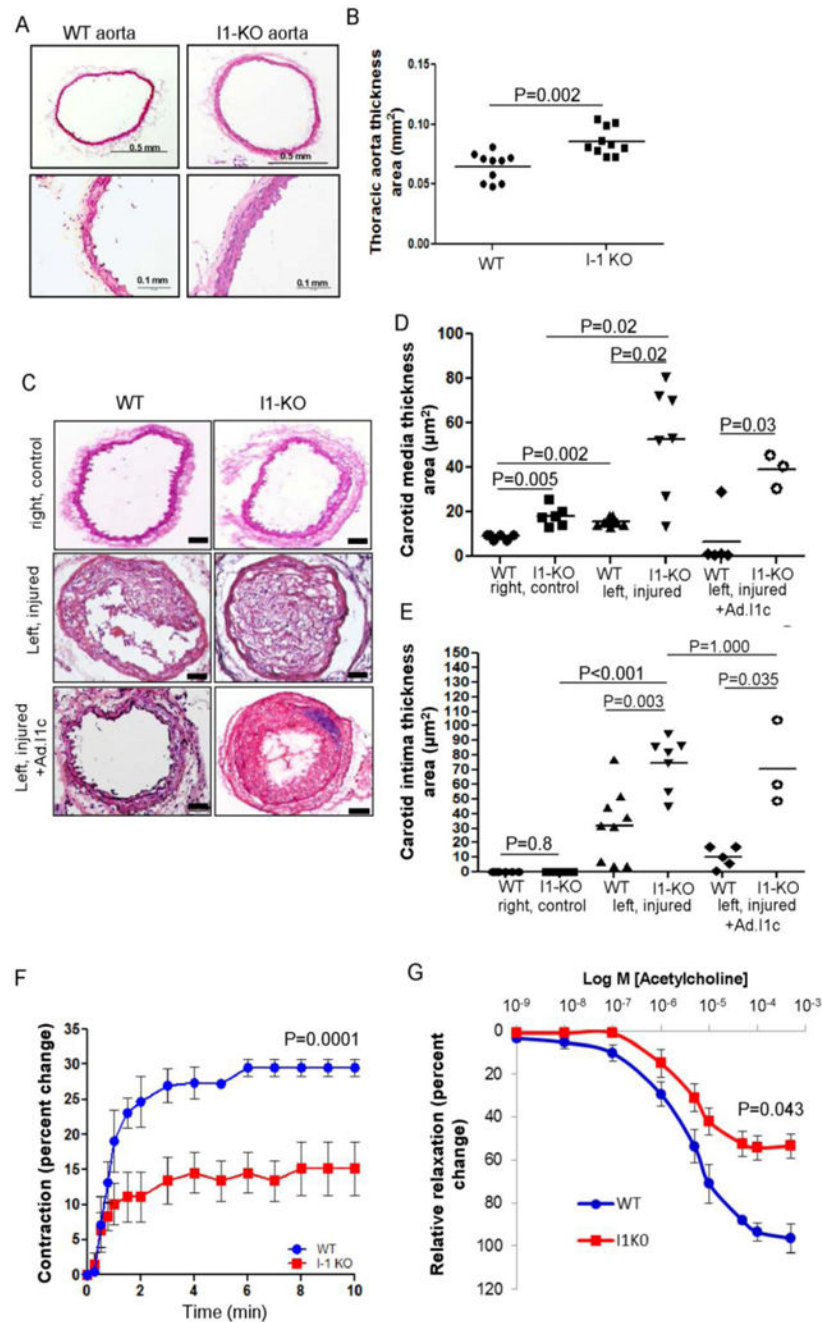 A
WT aorta
I1-KO aorta
0.5 mm
0.5 mm
0.1 mm
0.1 mm
B
Thoracic aorta thickness
area (mm²)
0.15
0.10
0.05
0.00
P=0.002
WT
I-1 KO
C
WT
I1-KO
right, control
Left, injured
Left, injured
+Ad.I1c
D
Carotid media thickness
area (µm²)
100
80
60
40
20
0
P=0.02
P=0.02
P=0.03
P=0.002
P=0.005
WT I1-KO WT I1-KO WT I1-KO
right, control left, injured left, injured
+Ad.I1c
E
Carotid intima thickness
area (µm²)
150
140
130
120
110
100
90
80
70
60
50
40
30
20
10
0
P=1.000
P<0.001
P=0.035
P=0.003
P=0.8
WT I1-KO WT I1-KO WT I1-KO
right, control left, injured left, injured
+Ad.I1c
F
Contraction (percent change)
35
30
25
20
15
10
5
0
P=0.0001
WT
I-1 KO
0 2 4 6 8 10
Time (min)
G
Log M [Acetylcholine]
10⁻⁹ 10⁻⁸ 10⁻⁷ 10⁻⁶ 10⁻⁵ 10⁻⁴ 10⁻³
Relative relaxation (percent
change)
0
20
40
60
80
100
120
P=0.043
WT
I1K0